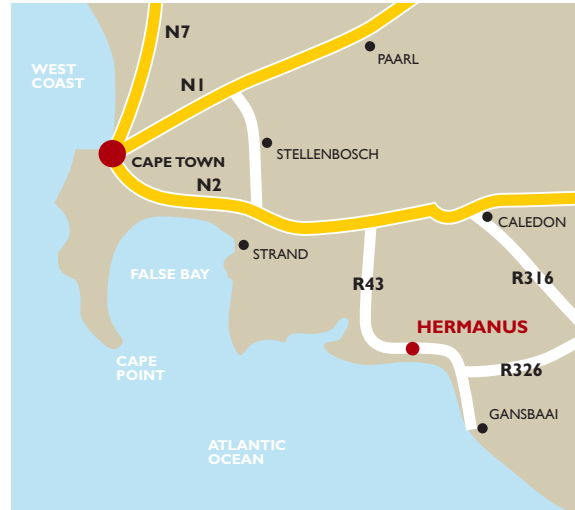 N7
WEST
COAST
PAARL
N1
STELLENBOSCH
CAPE TOWN
N2
CALEDON
STRAND
FALSE BAY
R316
R43
HERMANUS
CAPE
POINT
R326
GANSBAAI
ATLANTIC
OCEAN